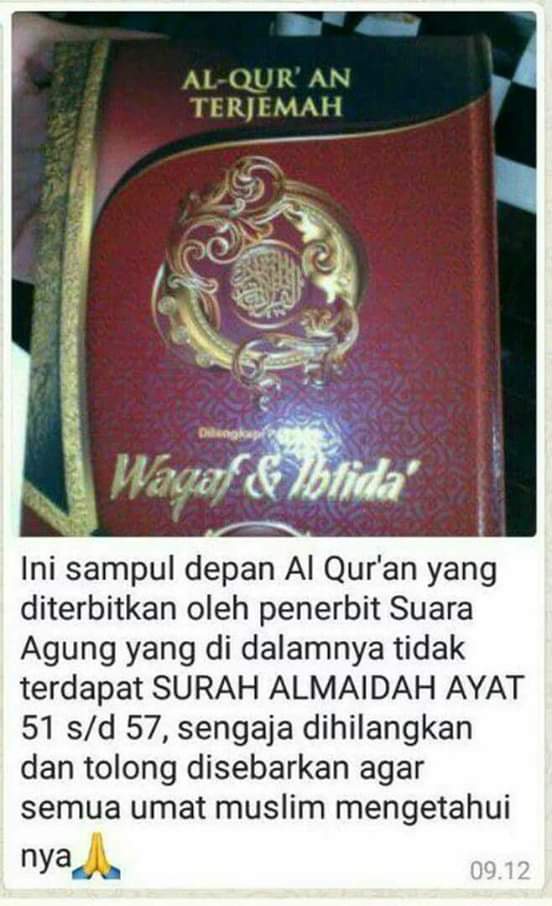 AL-QUR' AN
TERJEMAH
Dilengkapi
Waqaf & Ibtida'
Ini sampul depan Al Qur'an yang
diterbitkan oleh penerbit Suara
Agung yang di dalamnya tidak
terdapat SURAH ALMAIDAH AYAT
51 s/d 57, sengaja dihilangkan
dan tolong disebarkan agar
semua umat muslim mengetahui
nya🙏
09.12